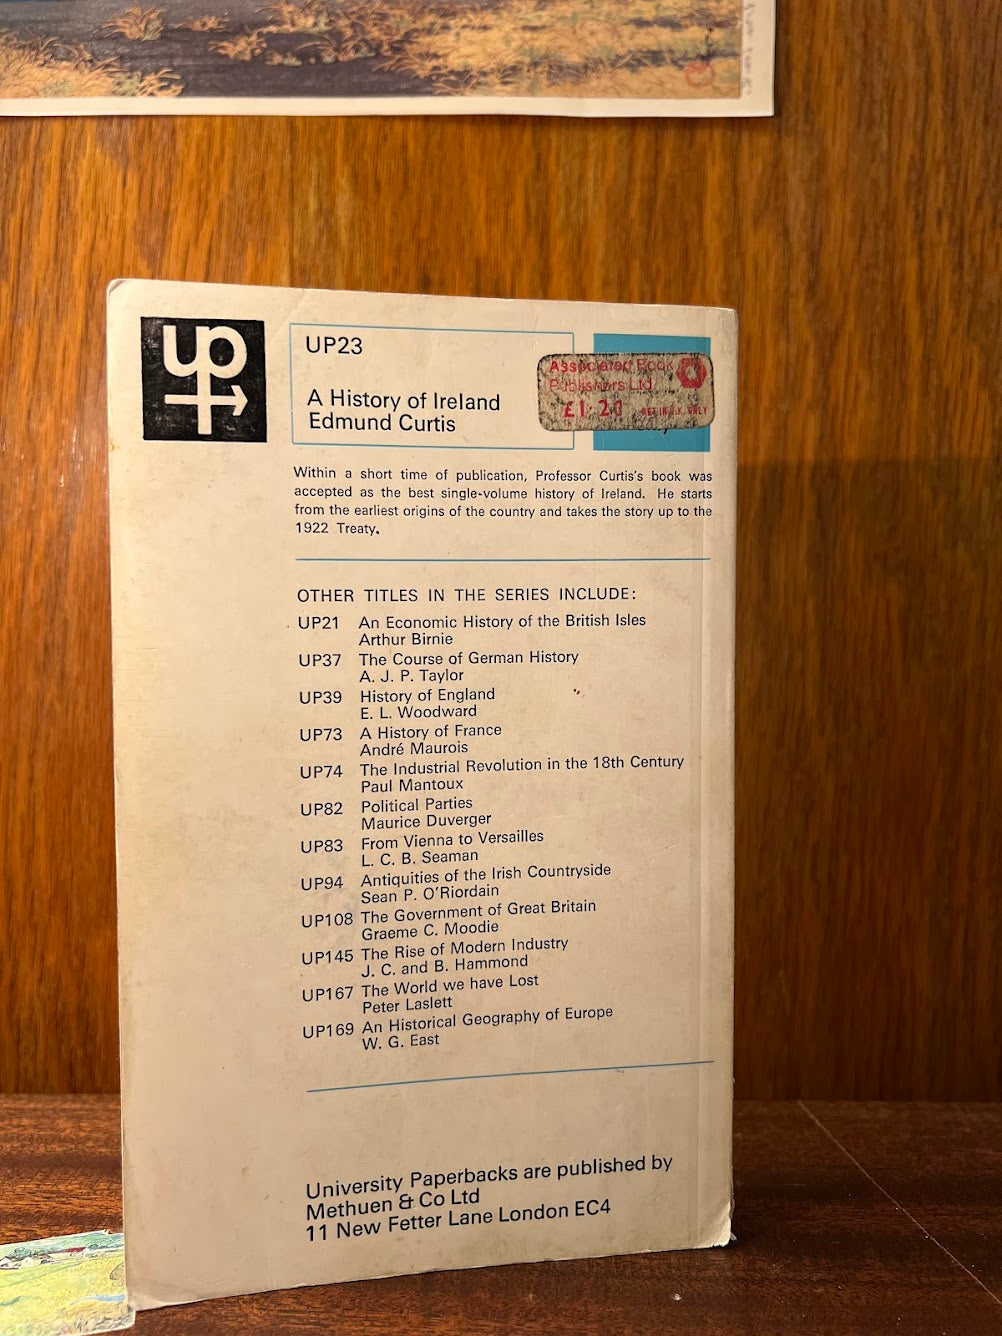 up
UP23
A History of Ireland
Edmund Curtis
Associated Book
Publishers Ltd.
£1·20 NET IN U.K. ONLY
Within a short time of publication, Professor Curtis's book was
accepted as the best single-volume history of Ireland. He starts
from the earliest origins of the country and takes the story up to the
1922 Treaty.
OTHER TITLES IN THE SERIES INCLUDE:
UP21 An Economic History of the British Isles
Arthur Birnie
UP37 The Course of German History
A. J. P. Taylor
UP39 History of England
E. L. Woodward
UP73 A History of France
André Maurois
UP74 The Industrial Revolution in the 18th Century
Paul Mantoux
UP82 Political Parties
Maurice Duverger
UP83 From Vienna to Versailles
L. C. B. Seaman
UP94 Antiquities of the Irish Countryside
Sean P. O'Riordain
UP108 The Government of Great Britain
Graeme C. Moodie
UP145 The Rise of Modern Industry
J. C. and B. Hammond
UP167 The World we have Lost
Peter Laslett
UP169 An Historical Geography of Europe
W. G. East
University Paperbacks are published by
Methuen & Co Ltd
11 New Fetter Lane London EC4